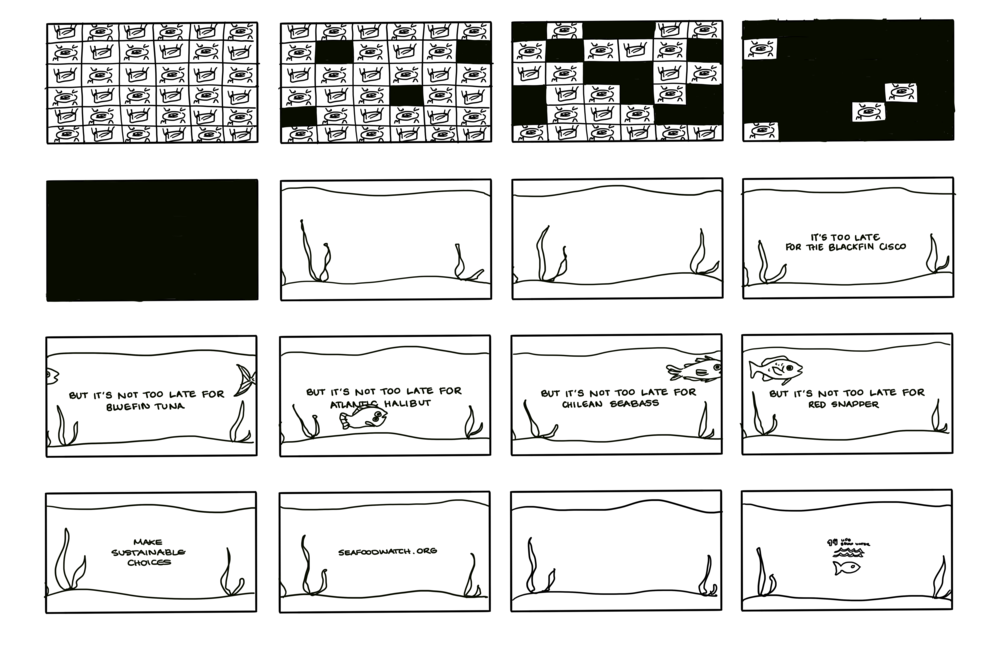 IT'S TOO LATE
FOR THE BLACKFIN CISCO
BUT IT'S NOT TOO LATE FOR
BLUEFIN TUNA
BUT IT'S NOT TOO LATE FOR
ATLANTIC HALIBUT
BUT IT'S NOT TOO LATE FOR
CHILEAN SEABASS
BUT IT'S NOT TOO LATE FOR
RED SNAPPER
MAKE
SUSTAINABLE
CHOICES
SEAFOODWATCH.ORG